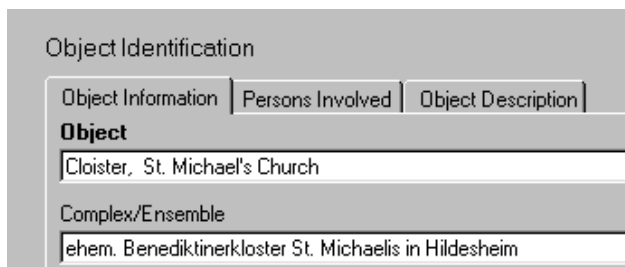 Object Identification
Object Information Persons Involved Object Description
Object
Cloister, St. Michael's Church
Complex/Ensemble
ehem. Benediktinerkloster St. Michaelis in Hildesheim